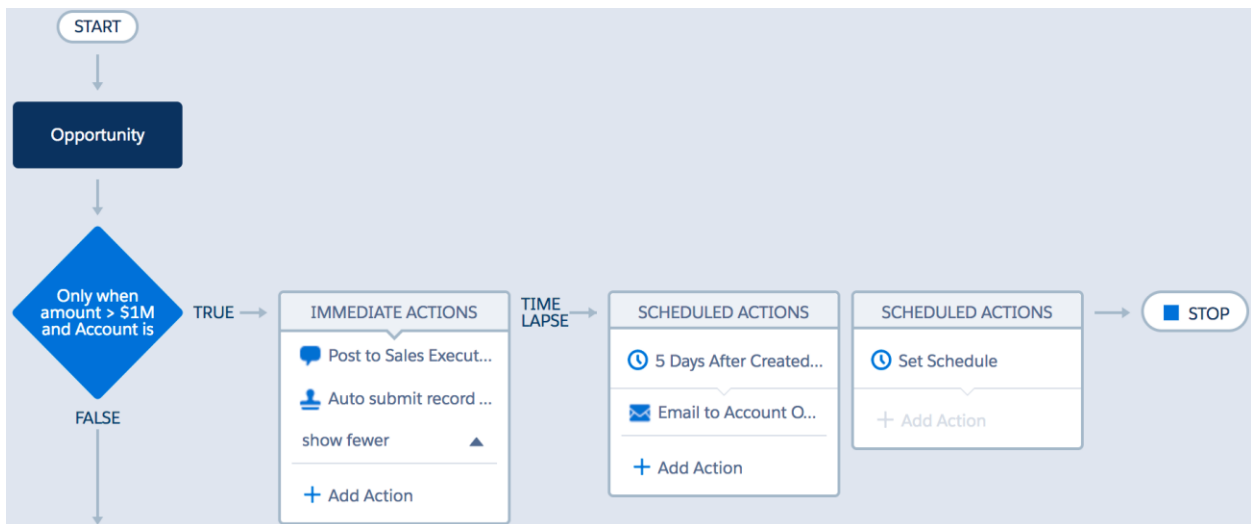 START
Opportunity
Only when
amount > $1M
and Account is
TRUE
FALSE
IMMEDIATE ACTIONS
Post to Sales Execut...
Auto submit record ...
show fewer
+ Add Action
TIME
LAPSE
SCHEDULED ACTIONS
5 Days After Created...
Email to Account O...
+ Add Action
SCHEDULED ACTIONS
Set Schedule
+ Add Action
STOP